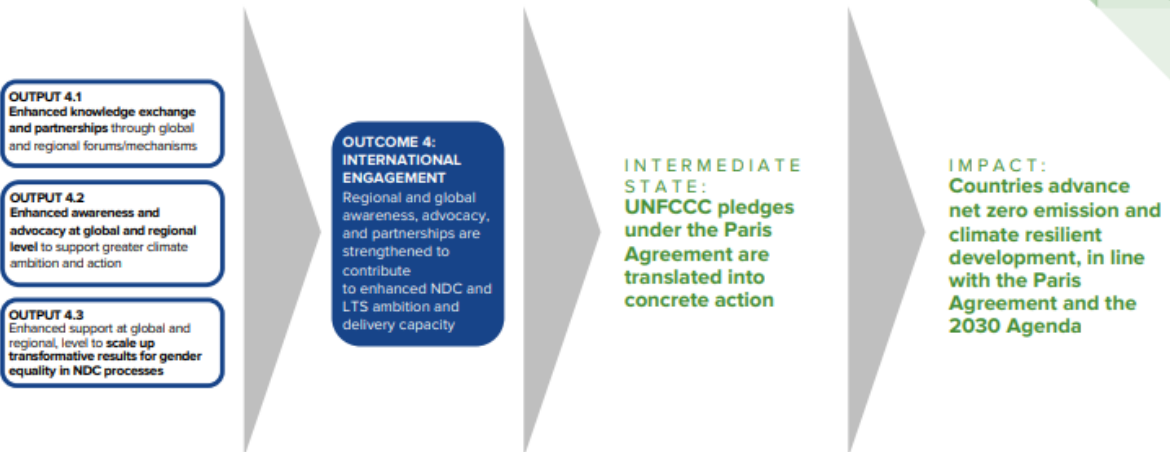 OUTPUT 4.1
Enhanced knowledge exchange
and partnerships through global
and regional forums/mechanisms
OUTPUT 4.2
Enhanced awareness and
advocacy at global and regional
level to support greater climate
ambition and action
OUTPUT 4.3
Enhanced support at global and
regional, level to scale up
transformative results for gender
equality in NDC processes
OUTCOME 4:
INTERNATIONAL
ENGAGEMENT
Regional and global
awareness, advocacy,
and partnerships are
strengthened to
contribute
to enhanced NDC and
LTS ambition and
delivery capacity
INTERMEDIATE
STATE:
UNFCCC pledges
under the Paris
Agreement are
translated into
concrete action
IMPACT:
Countries advance
net zero emission and
climate resilient
development, in line
with the Paris
Agreement and the
2030 Agenda